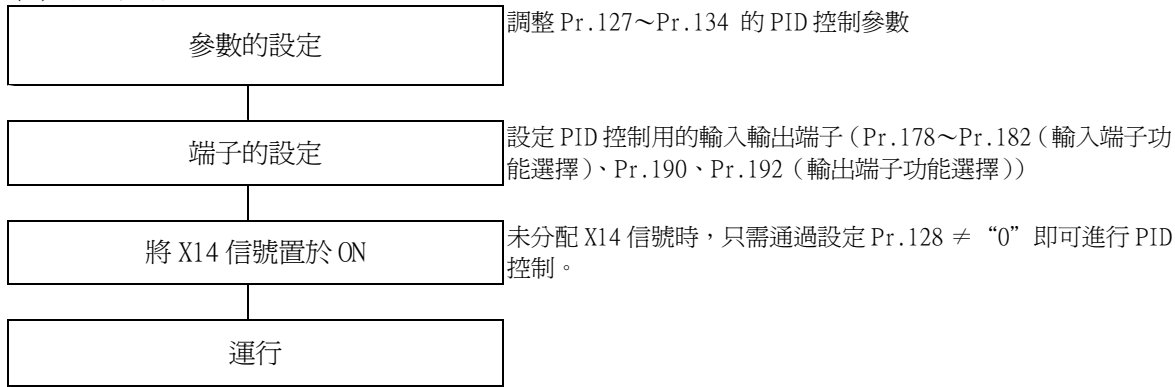 參數的設定
調整 Pr.127～Pr.134 的 PID 控制參數
端子的設定
設定 PID 控制用的輸入輸出端子（Pr.178～Pr.182（輸入端子功
能選擇）、Pr.190、Pr.192（輸出端子功能選擇））
將 X14 信號置於 ON
未分配 X14 信號時，只需通過設定 Pr.128 ≠ “0”即可進行 PID
控制。
運行